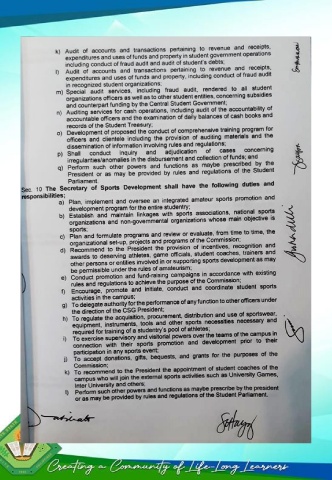 k) Audit of accounts and transactions pertaining to revenue and receipts,
expenditures and uses of funds and property in student government operations
including conduct of fraud audit and audit of student's debts;
l) Audit of accounts and transactions pertaining to revenue and receipts,
expenditures and uses of funds and property, including conduct of fraud audit
in recognized student organizations;
m) Special audit services, including fraud audit, rendered to all student
organizations officers as well as to other student entities, concerning subsidies
and counterpart funding by the Central Student Government;
n) Auditing services for cash operations, including audit of the accountability of
accountable officers and the examination of daily balances of cash books and
records of the Student Treasury;
o) Development of proposed the conduct of comprehensive training program for
officers and clientele including the provision of auditing materials and the
dissemination of information involving rules and regulations;
p) Shall conduct inquiry and adjudication of cases concerning
irregularities/anomalies in the disbursement and collection of funds; and
q) Perform such other powers and functions as maybe prescribed by the
President or as may be provided by rules and regulations of the Student
Parliament.
Sec. 10 The Secretary of Sports Development shall have the following duties and
responsibilities;
a) Plan, implement and oversee an integrated amateur sports promotion and
development program for the entire studentry;
b) Establish and maintain linkages with sports association, national sports
organizations and non-governmental organizations whose main objective is
sports;
c) Plan and formulate programs and review or evaluate, from time to time, the
organizational set-up, projects and programs of the Commission;
d) Recommend to the President the provision of incentives, recognition and
awards to deserving athletes, game officials, student coaches, trainers and
other persons or entities involved in or supporting sports development as may
be permissible under the rules of amateurism;
e) Conduct promotion and fund-raising campaigns in accordance with existing
rules and regulations to achieve the purpose of the Commission;
f) Encourage, promote and initiate, conduct and coordinate student sports
activities in the campus;
g) To delegate authority for the performance of any function to other officers under
the direction of the CSG President;
h) To regulate the acquisition, procurement, distribution and use of sportswear,
equipment, instruments, tools and other sports necessities necessary and
required for training of a studentry's pool of athletes;
i) To exercise supervisory and visitorial powers over the teams of the campus in
connection with their sports promotion and development prior to their
participation in any sports event;
j) To accept donations, gifts, bequests, and grants for the purposes of the
Commission;
k) To recommend to the President the appointment of student coaches of the
campus who will join the external sports activities such as University Games,
Inter University and others;
l) Perform such other powers and functions as maybe prescribed by the president
or as may be provided by rules and regulations of the Student Parliament.
Creating a Community of Life-Long Learners